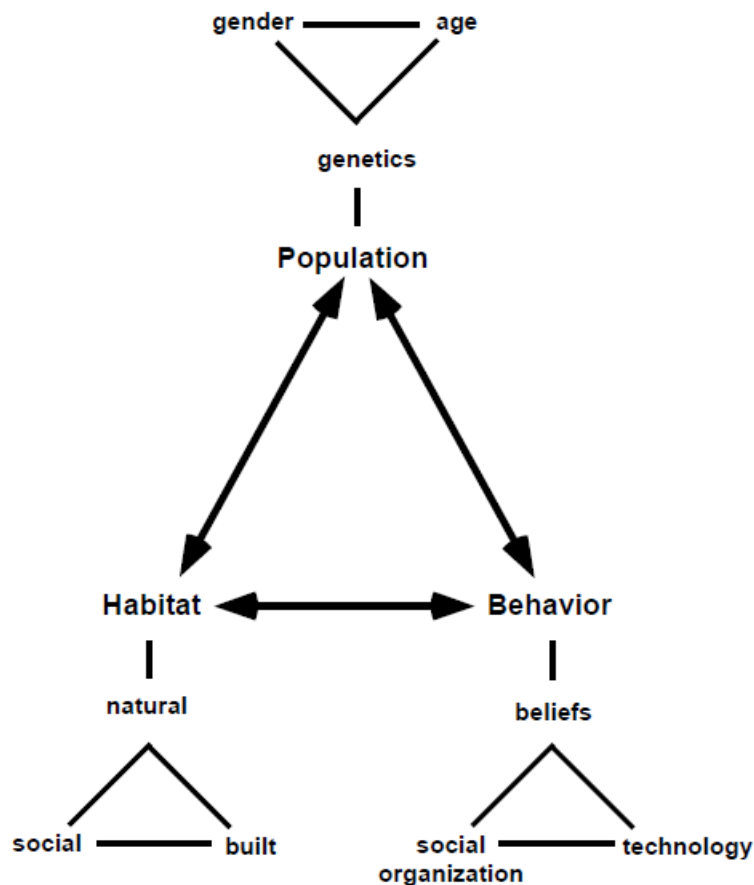 gender age
genetics
Population
Habitat Behavior
natural beliefs
social built social technology
organization